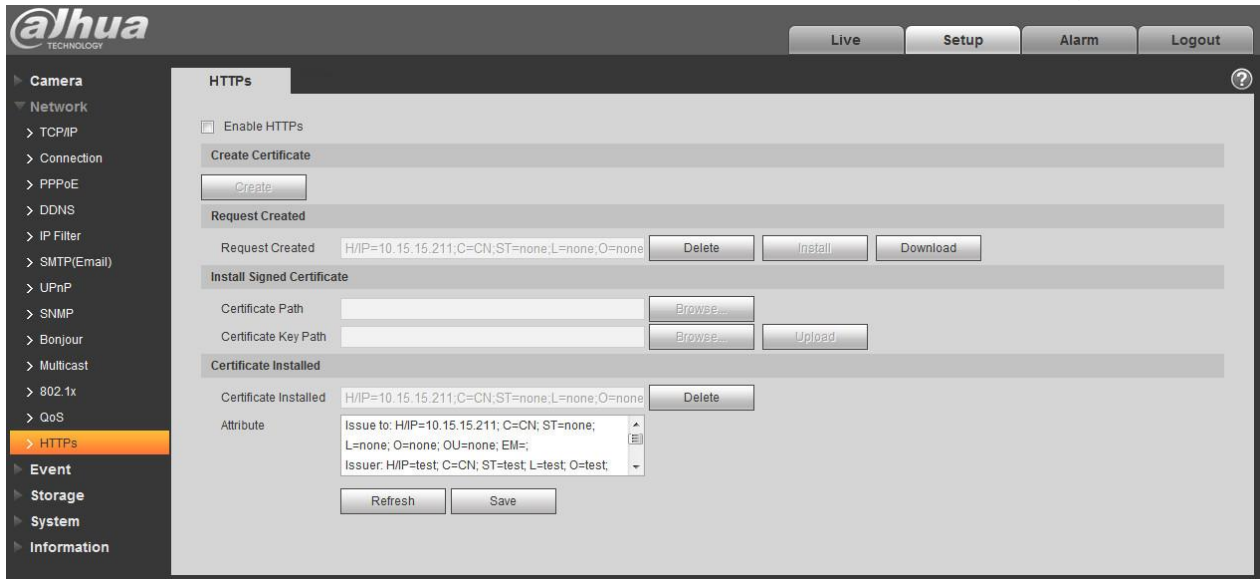 alhua
TECHNOLOGY
Live
Setup
Alarm
Logout
Camera
Network
TCP/IP
Connection
PPPoE
DDNS
IP Filter
SMTP(Email)
UPnP
SNMP
Bonjour
Multicast
802.1x
QoS
HTTPs
Event
Storage
System
Information
HTTPs
?
Enable HTTPs
Create Certificate
Create
Request Created
Request Created H/IP=10.15.15.211;C=CN;ST=none;L=none;O=none Delete Install Download
Install Signed Certificate
Certificate Path Browse...
Certificate Key Path Browse... Upload
Certificate Installed
Certificate Installed H/IP=10.15.15.211;C=CN;ST=none;L=none;O=none Delete
Attribute
Issue to: H/IP=10.15.15.211; C=CN; ST=none;
L=none; O=none; OU=none; EM=;
Issuer: H/IP=test; C=CN; ST=test; L=test; O=test;
Refresh Save